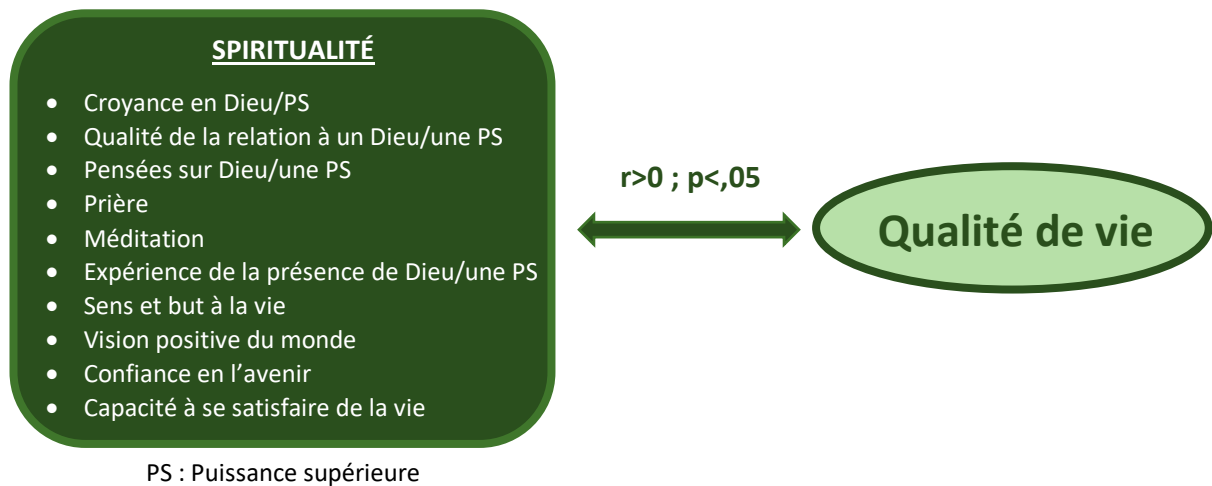 SPIRITUALITÉ
• Croyance en Dieu/PS
• Qualité de la relation à un Dieu/une PS
• Pensées sur Dieu/une PS
• Prière
• Méditation
• Expérience de la présence de Dieu/une PS
• Sens et but à la vie
• Vision positive du monde
• Confiance en l’avenir
• Capacité à se satisfaire de la vie
r>0 ; p<,05
Qualité de vie
PS : Puissance supérieure